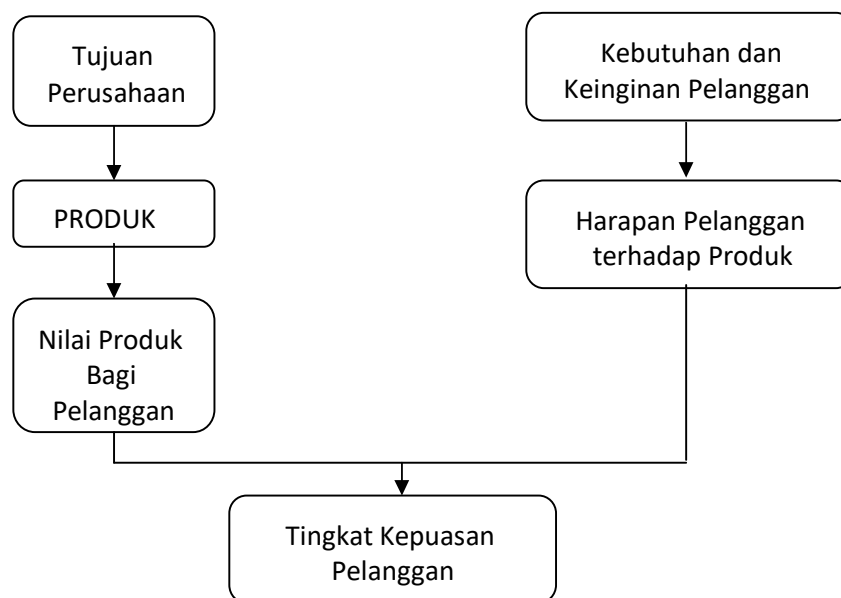 Tujuan
Perusahaan
Kebutuhan dan
Keinginan Pelanggan
PRODUK
Harapan Pelanggan
terhadap Produk
Nilai Produk
Bagi
Pelanggan
Tingkat Kepuasan
Pelanggan